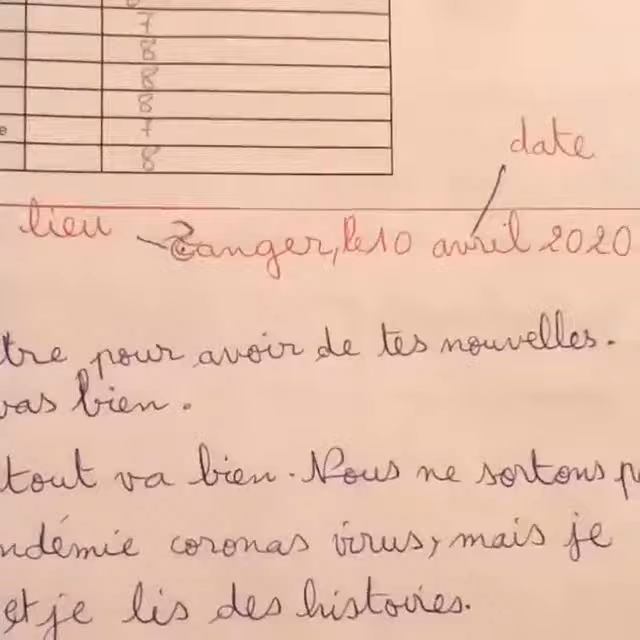 7
8
8
8
7
e
8
date
lieu
Tanger, le 10 avril 2020
tre pour avoir de tes nouvelles.
vas bien.
tout va bien. Nous ne sortons p
ndémie coronas virus, mais je
et je lis des histoires.